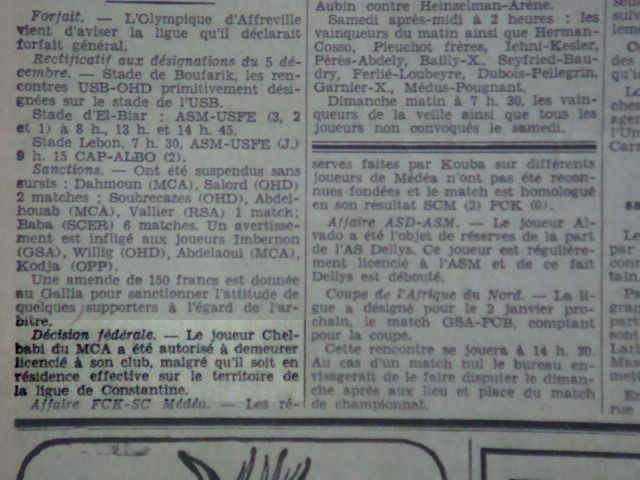 Forfait. — L'Olympique d'Affreville
vient d'aviser la ligue qu'il déclarait
forfait général.
Rectificatif aux désignations du 5 dé-
cembre. — Stade de Boufarik, les ren-
contres USB-OHD primitivement dési-
gnées sur le stade de l'USB.
Stade d'El-Biar : ASM-USFE (3, 2
et 1) à 8 h., 13 h. et 14 h. 45.
Stade Lebon, 7 h. 30, ASM-USFE (J.)
9 h. 15 CAP-ALBO (2).
Sanctions. — Ont été suspendus sans
sursis : Dahmoun (MCA), Salord (OHD)
2 matches ; Soubrecazes (OHD), Abdel-
houab (MCA), Vallier (RSA) 1 match;
Baba (SCER) 6 matches. Un avertisse-
ment est infligé aux joueurs Imbernon
(GSA), Willig (OHD), Abdelaoui (MCA),
Kodja (OPP).
Une amende de 150 francs est donnée
au Gallia pour sanctionner l'attitude de
quelques supporters à l'égard de l'ar-
bitre.
Décision fédérale. — Le joueur Chel-
babi du MCA a été autorisé à demeurer
licencié à son club, malgré qu'il soit en
résidence effective sur le territoire de
la ligue de Constantine.
Affaire FCK-SC Médéa. — Les ré-
Aubin contre Heinzelman-Arène.
Samedi après-midi à 2 heures : les
vainqueurs du matin ainsi que Herman-
Cosso, Pieuchot frères, Iehni-Kesler,
Pérès-Abdely, Bailly-X., Seyfried-Bau-
dry, Ferlié-Loubeyre, Dubois-Pellegrin,
Garnier-X., Médus-Pougnant.
Dimanche matin à 7 h. 30, les vain-
queurs de la veille ainsi que tous les
joueurs non convoqués le samedi.
serves faites par Kouba sur différents
joueurs de Médéa n'ont pas été recon-
nues fondées et le match est homologué
en son résultat SCM (2) FCK (0).
Affaire ASD-ASM. — Le joueur Al-
vado a été l'objet de réserves de la part
de l'AS Dellys. Ce joueur est régulière-
ment licencié à l'ASM et de ce fait
Dellys est débouté.
Coupe de l'Afrique du Nord. — La li-
gue a désigné pour le 2 janvier pro-
chain, le match GSA-FCB, comptant
pour la coupe.
Cette rencontre se jouera à 14 h. 30.
Au cas d'un match nul le bureau en-
visagerait de le faire disputer le diman-
che après aux lieu et place du match
de championnat.